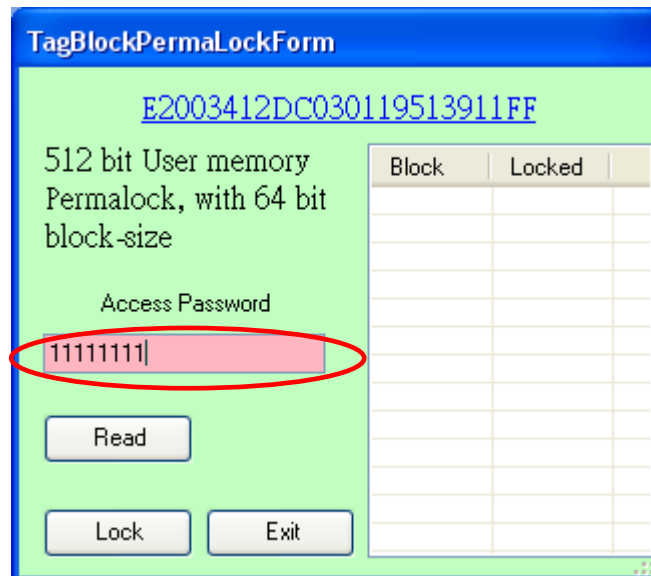 TagBlockPermaLockForm
E2003412DC030119513911FF
512 bit User memory
Permalock, with 64 bit
block-size
Block Locked
Access Password
11111111
Read
Lock Exit